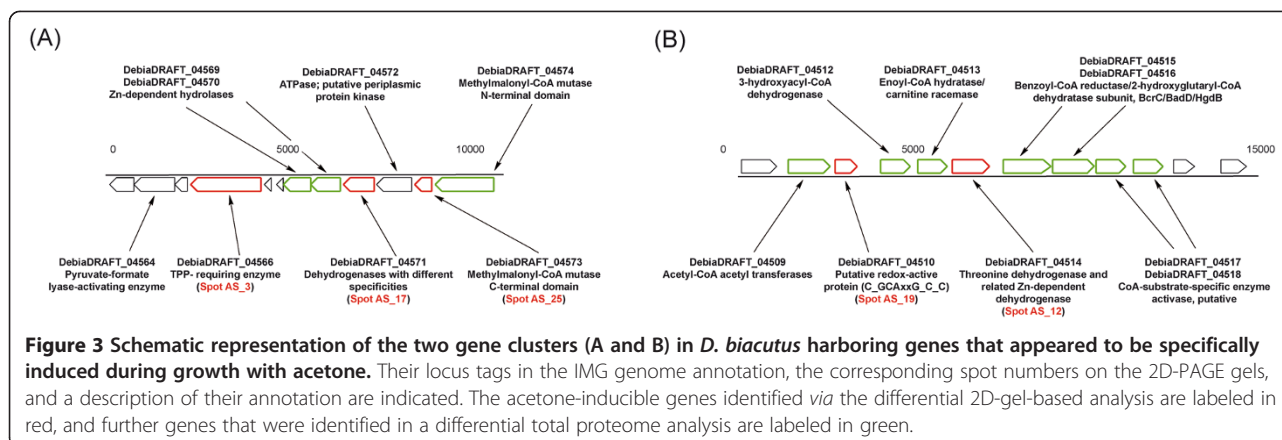 (A)
DebiaDRAFT_04569
DebiaDRAFT_04570
Zn-dependent hydrolases
DebiaDRAFT_04572
ATPase; putative periplasmic
protein kinase
DebiaDRAFT_04574
Methylmalonyl-CoA mutase
N-terminal domain
0
5000
10000
DebiaDRAFT_04564
Pyruvate-formate
lyase-activating enzyme
DebiaDRAFT_04566
TPP- requiring enzyme
(Spot AS_3)
DebiaDRAFT_04571
Dehydrogenases with different
specificities
(Spot AS_17)
DebiaDRAFT_04573
Methylmalonyl-CoA mutase
C-terminal domain
(Spot AS_25)
(B)
DebiaDRAFT_04512
3-hydroxyacyl-CoA
dehydrogenase
DebiaDRAFT_04513
Enoyl-CoA hydratase/
carnitine racemase
DebiaDRAFT_04515
DebiaDRAFT_04516
Benzoyl-CoA reductase/2-hydroxyglutaryl-CoA
dehydratase subunit, BcrC/BadD/HgdB
0
5000
15000
DebiaDRAFT_04509
Acetyl-CoA acetyl transferases
DebiaDRAFT_04510
Putative redox-active
protein (C_GCAxxG_C_C)
(Spot AS_19)
DebiaDRAFT_04514
Threonine dehydrogenase and
related Zn-dependent
dehydrogenase
(Spot AS_12)
DebiaDRAFT_04517
DebiaDRAFT_04518
CoA-substrate-specific enzyme
activase, putative
Figure 3 Schematic representation of the two gene clusters (A and B) in D. biacutus harboring genes that appeared to be specifically
induced during growth with acetone. Their locus tags in the IMG genome annotation, the corresponding spot numbers on the 2D-PAGE gels,
and a description of their annotation are indicated. The acetone-inducible genes identified via the differential 2D-gel-based analysis are labeled in
red, and further genes that were identified in a differential total proteome analysis are labeled in green.